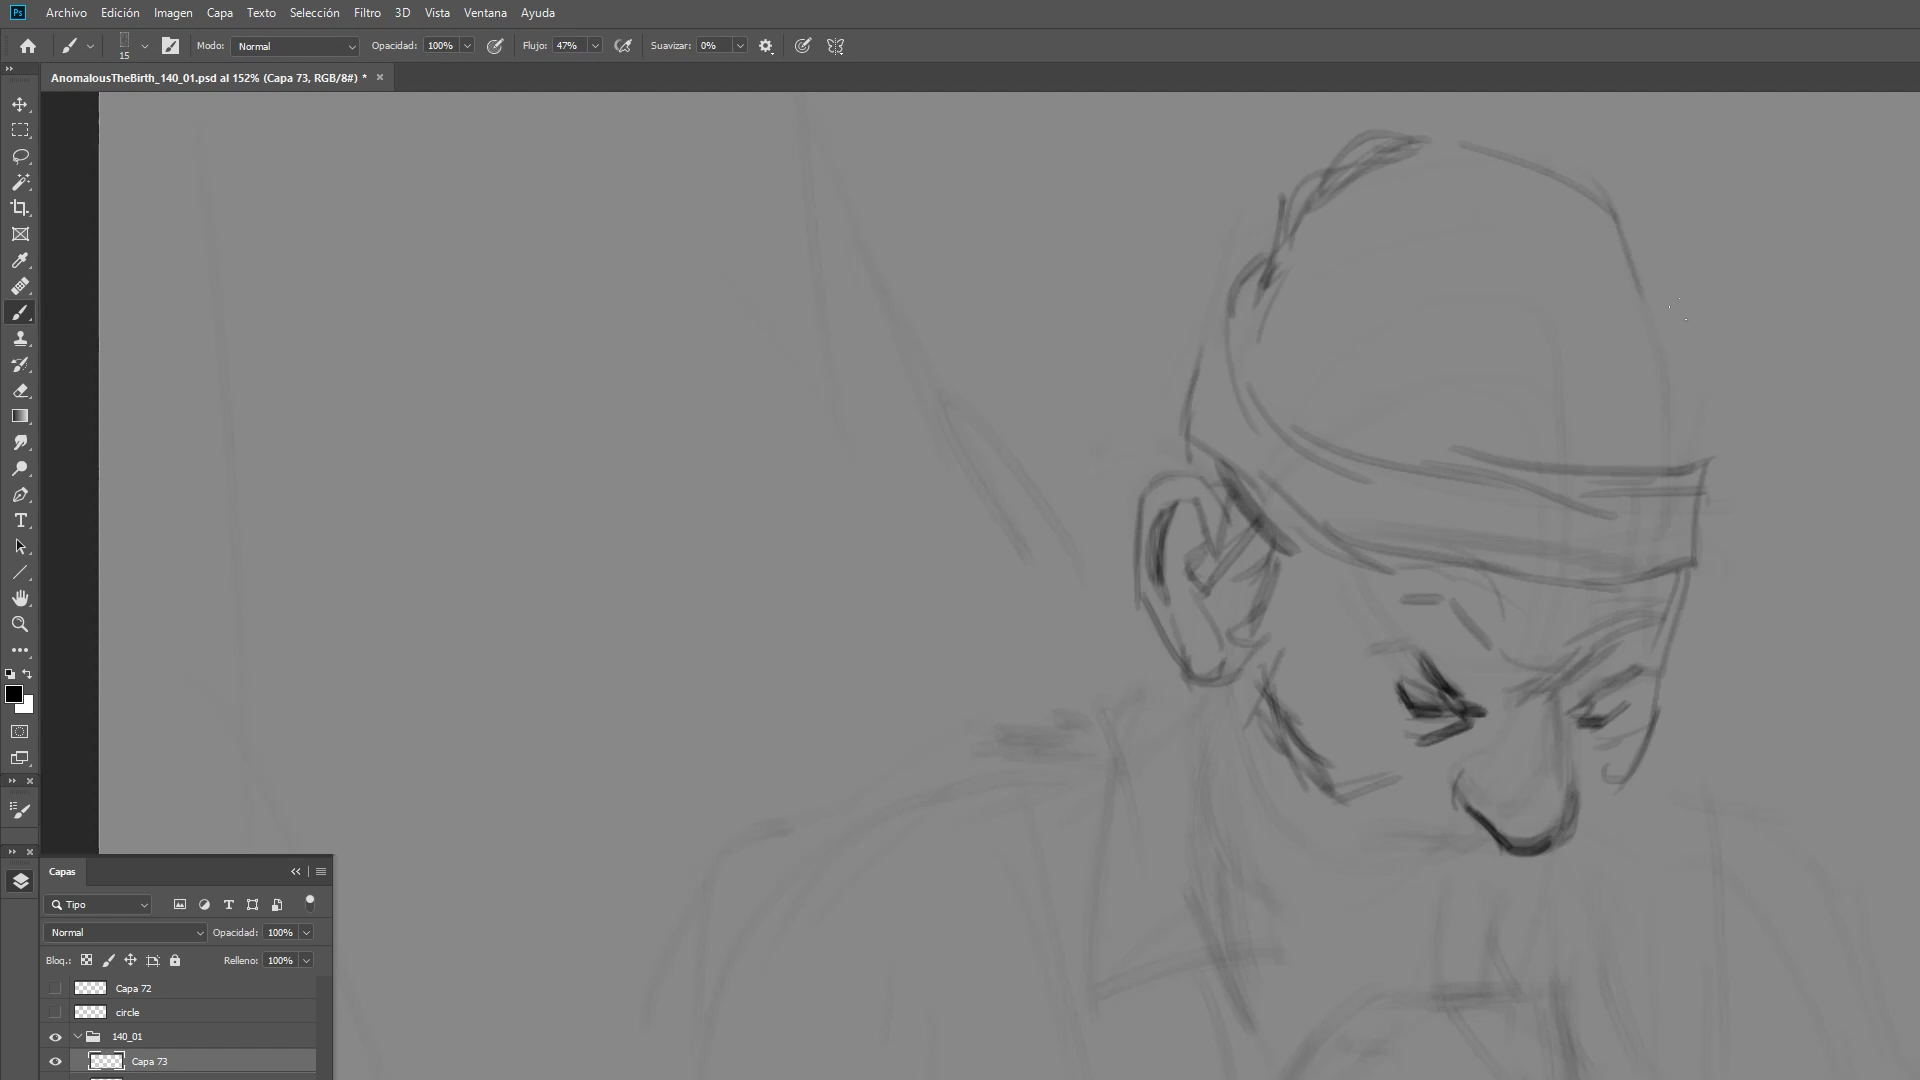 Ps Archivo Edición Imagen Capa Texto Selección Filtro 3D Vista Ventana Ayuda
15 Modo: Normal Opacidad: 100% Flujo: 47% Suavizar: 0%
AnomalousTheBirth_140_01.psd al 152% (Capa 73, RGB/8#) * ×
Capas
Tipo
Normal Opacidad: 100%
Bloq.: Relleno: 100%
Capa 72
circle
140_01
Capa 73